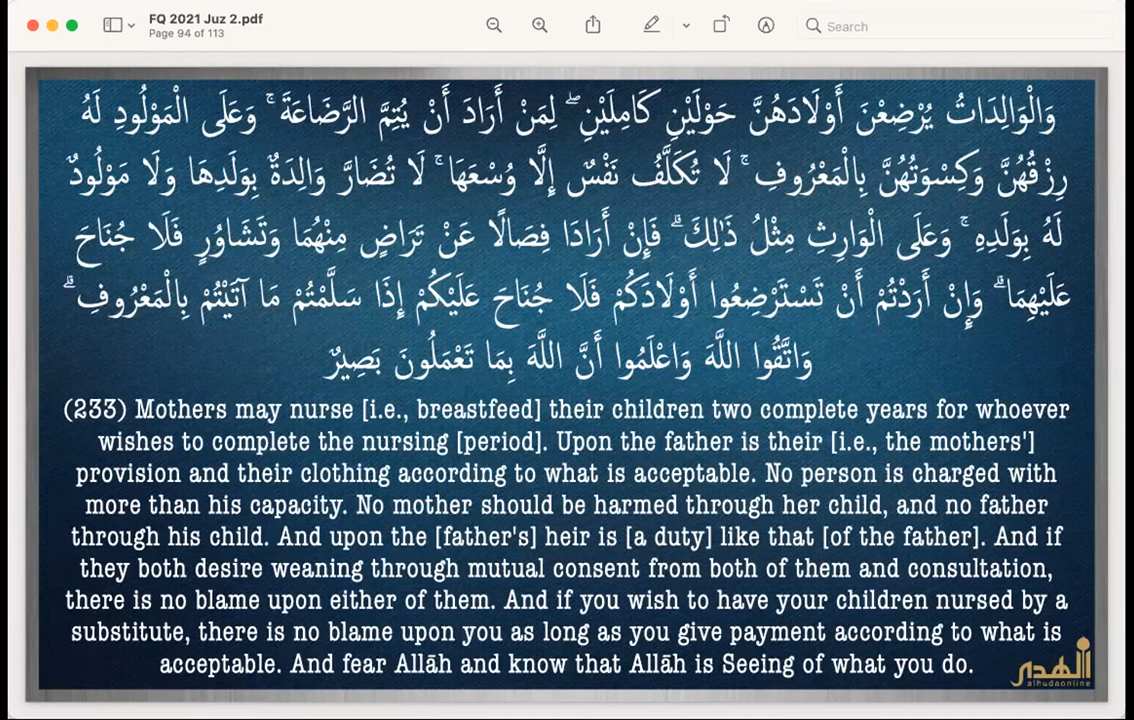 FQ 2021 Juz 2.pdf
Page 94 of 113
Search
وَالْوَالِدَاتُ يُرْضِعْنَ أَوْلَادَهُنَّ حَوْلَيْنِ كَامِلَيْنِ ۖ لِمَنْ أَرَادَ أَنْ يُتِمَّ الرَّضَاعَةَ ۚ وَعَلَى الْمَوْلُودِ لَهُ
رِزْقُهُنَّ وَكِسْوَتُهُنَّ بِالْمَعْرُوفِ ۚ لَا تُكَلَّفُ نَفْسٌ إِلَّا وُسْعَهَا ۚ لَا تُضَارَّ وَالِدَةٌ بِوَلَدِهَا وَلَا مَوْلُودٌ
لَهُ بِوَلَدِهِ ۚ وَعَلَى الْوَارِثِ مِثْلُ ذَٰلِكَ ۗ فَإِنْ أَرَادَا فِصَالًا عَنْ تَرَاضٍ مِنْهُمَا وَتَشَاوُرٍ فَلَا جُنَاحَ
عَلَيْهِمَا ۗ وَإِنْ أَرَدْتُمْ أَنْ تَسْتَرْضِعُوا أَوْلَادَكُمْ فَلَا جُنَاحَ عَلَيْكُمْ إِذَا سَلَّمْتُمْ مَا آتَيْتُمْ بِالْمَعْرُوفِ ۗ
وَاتَّقُوا اللَّهَ وَاعْلَمُوا أَنَّ اللَّهَ بِمَا تَعْمَلُونَ بَصِيرٌ
(233) Mothers may nurse [i.e., breastfeed] their children two complete years for whoever
wishes to complete the nursing [period]. Upon the father is their [i.e., the mothers']
provision and their clothing according to what is acceptable. No person is charged with
more than his capacity. No mother should be harmed through her child, and no father
through his child. And upon the [father's] heir is [a duty] like that [of the father]. And if
they both desire weaning through mutual consent from both of them and consultation,
there is no blame upon either of them. And if you wish to have your children nursed by a
substitute, there is no blame upon you as long as you give payment according to what is
acceptable. And fear Allāh and know that Allāh is Seeing of what you do.
الهدى
alhudaonline